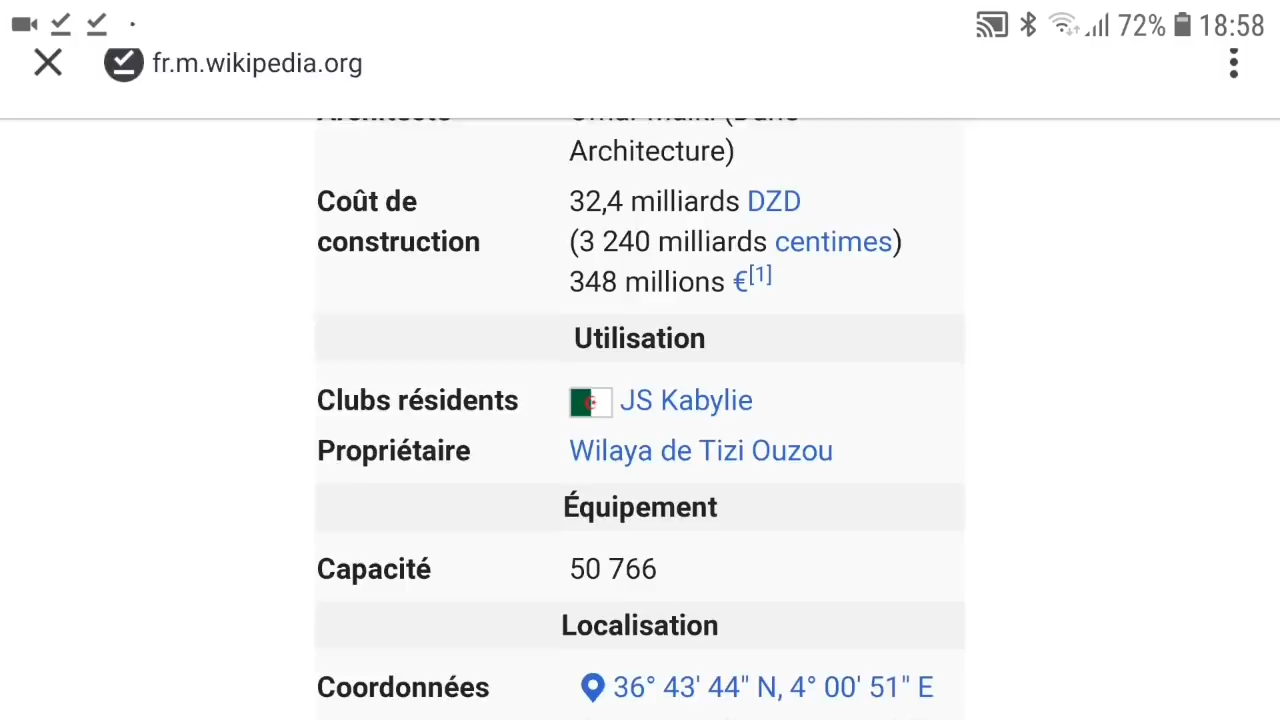 72% 18:58
fr.m.wikipedia.org
Architecture)
Coût de construction
32,4 milliards DZD
(3 240 milliards centimes)
348 millions €[1]
Utilisation
Clubs résidents JS Kabylie
Propriétaire Wilaya de Tizi Ouzou
Équipement
Capacité 50 766
Localisation
Coordonnées 36° 43' 44" N, 4° 00' 51" E